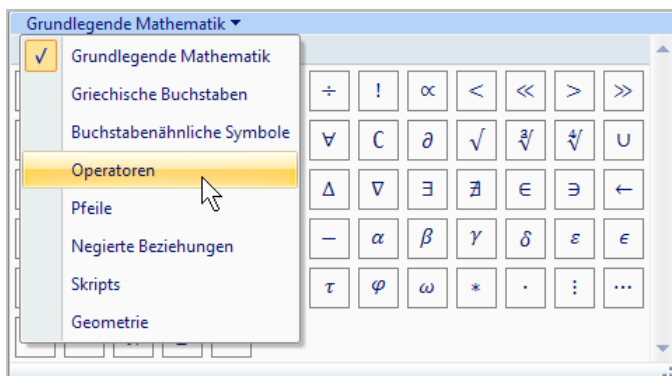 Grundlegende Mathematik
Grundlegende Mathematik
Griechische Buchstaben
Buchstabenähnliche Symbole
Operatoren
Pfeile
Negierte Beziehungen
Skripts
Geometrie
÷ ! ∝ < ≪ > ≫
∀ ∁ ∂ √ ∛ ∜ ∪
∆ ∇ ∃ ∄ ∈ ∋ ←
− α β γ δ ε ϵ
τ φ ω ∗ ∙ ⋮ ⋯